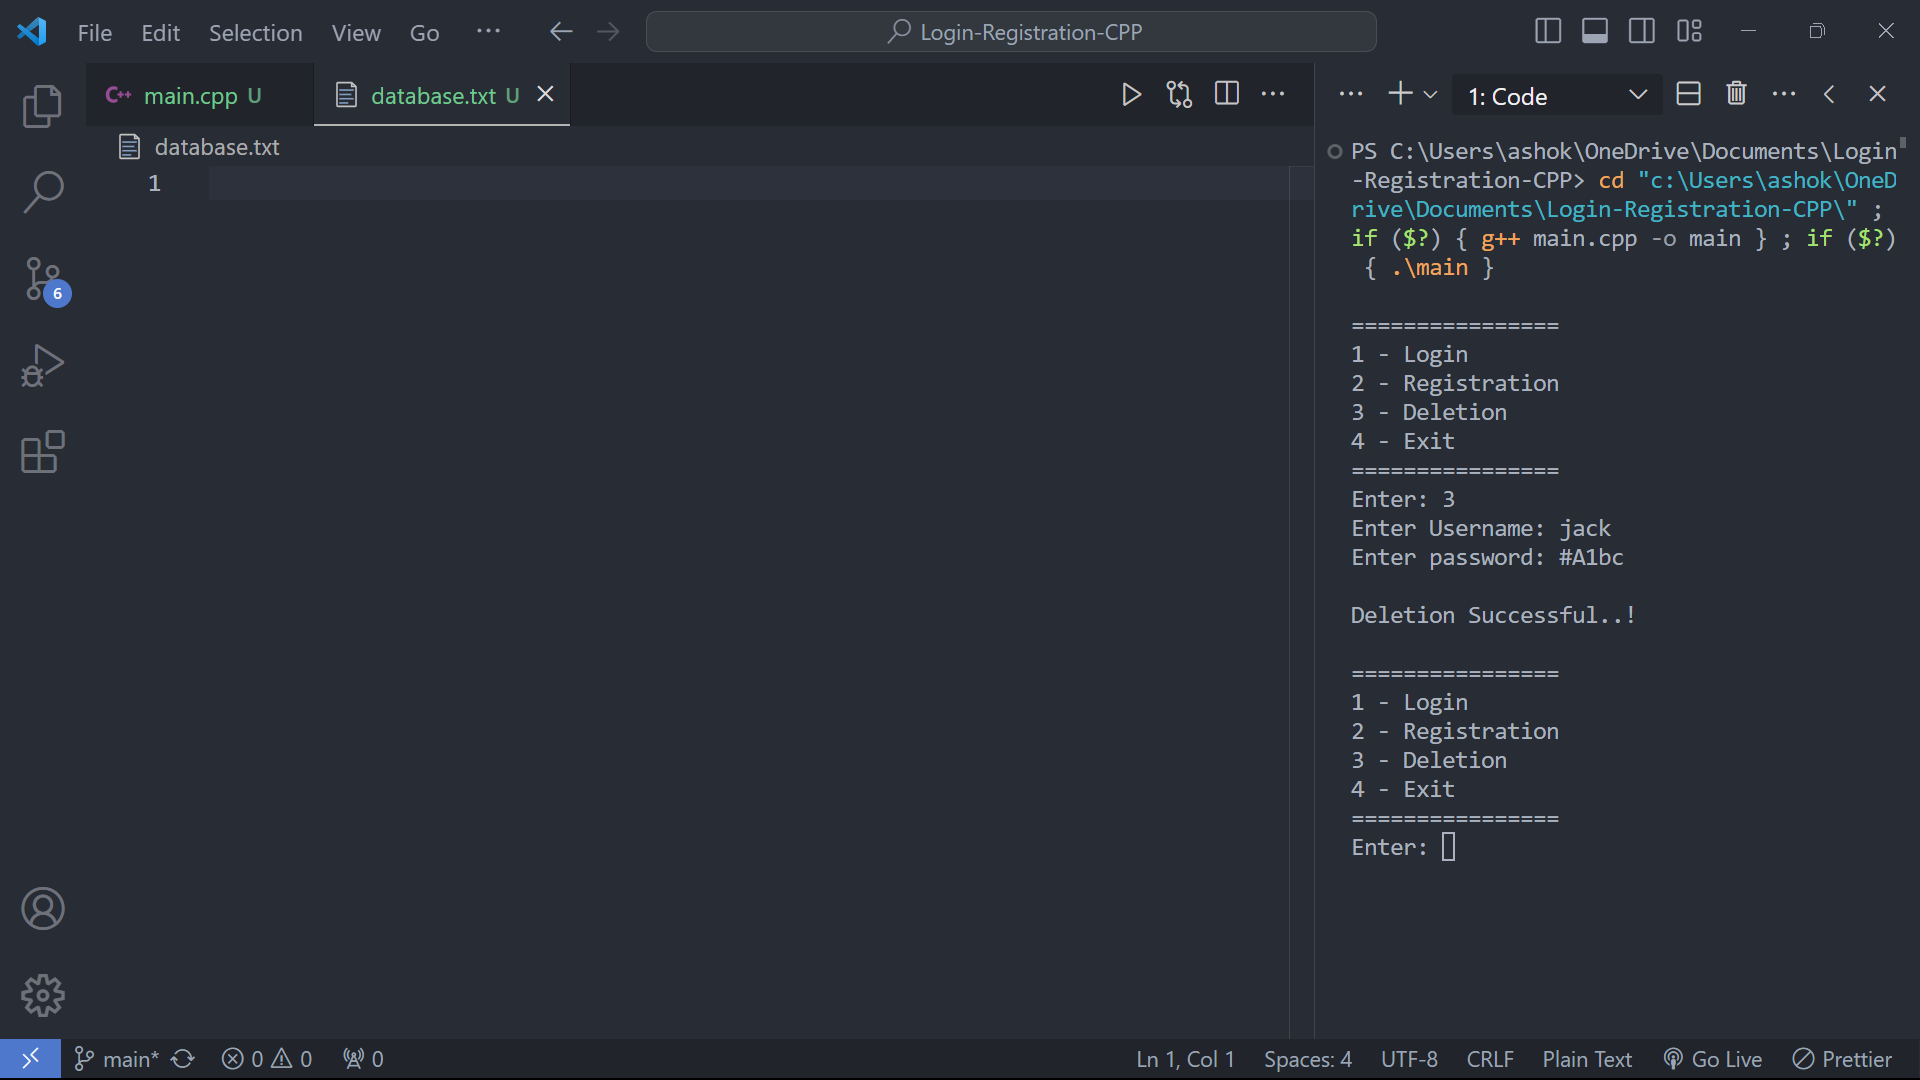 File Edit Selection View Go ··· Login-Registration-CPP
main.cpp U database.txt U
database.txt
1
6
1: Code
PS C:\Users\ashok\OneDrive\Documents\Login
-Registration-CPP> cd "c:\Users\ashok\OneD
rive\Documents\Login-Registration-CPP\" ;
if ($?) { g++ main.cpp -o main } ; if ($?)
{ .\main }
================
1 - Login
2 - Registration
3 - Deletion
4 - Exit
================
Enter: 3
Enter Username: jack
Enter password: #A1bc
Deletion Successful..!
================
1 - Login
2 - Registration
3 - Deletion
4 - Exit
================
Enter:
main* 0 0 0 Ln 1, Col 1 Spaces: 4 UTF-8 CRLF Plain Text Go Live Prettier